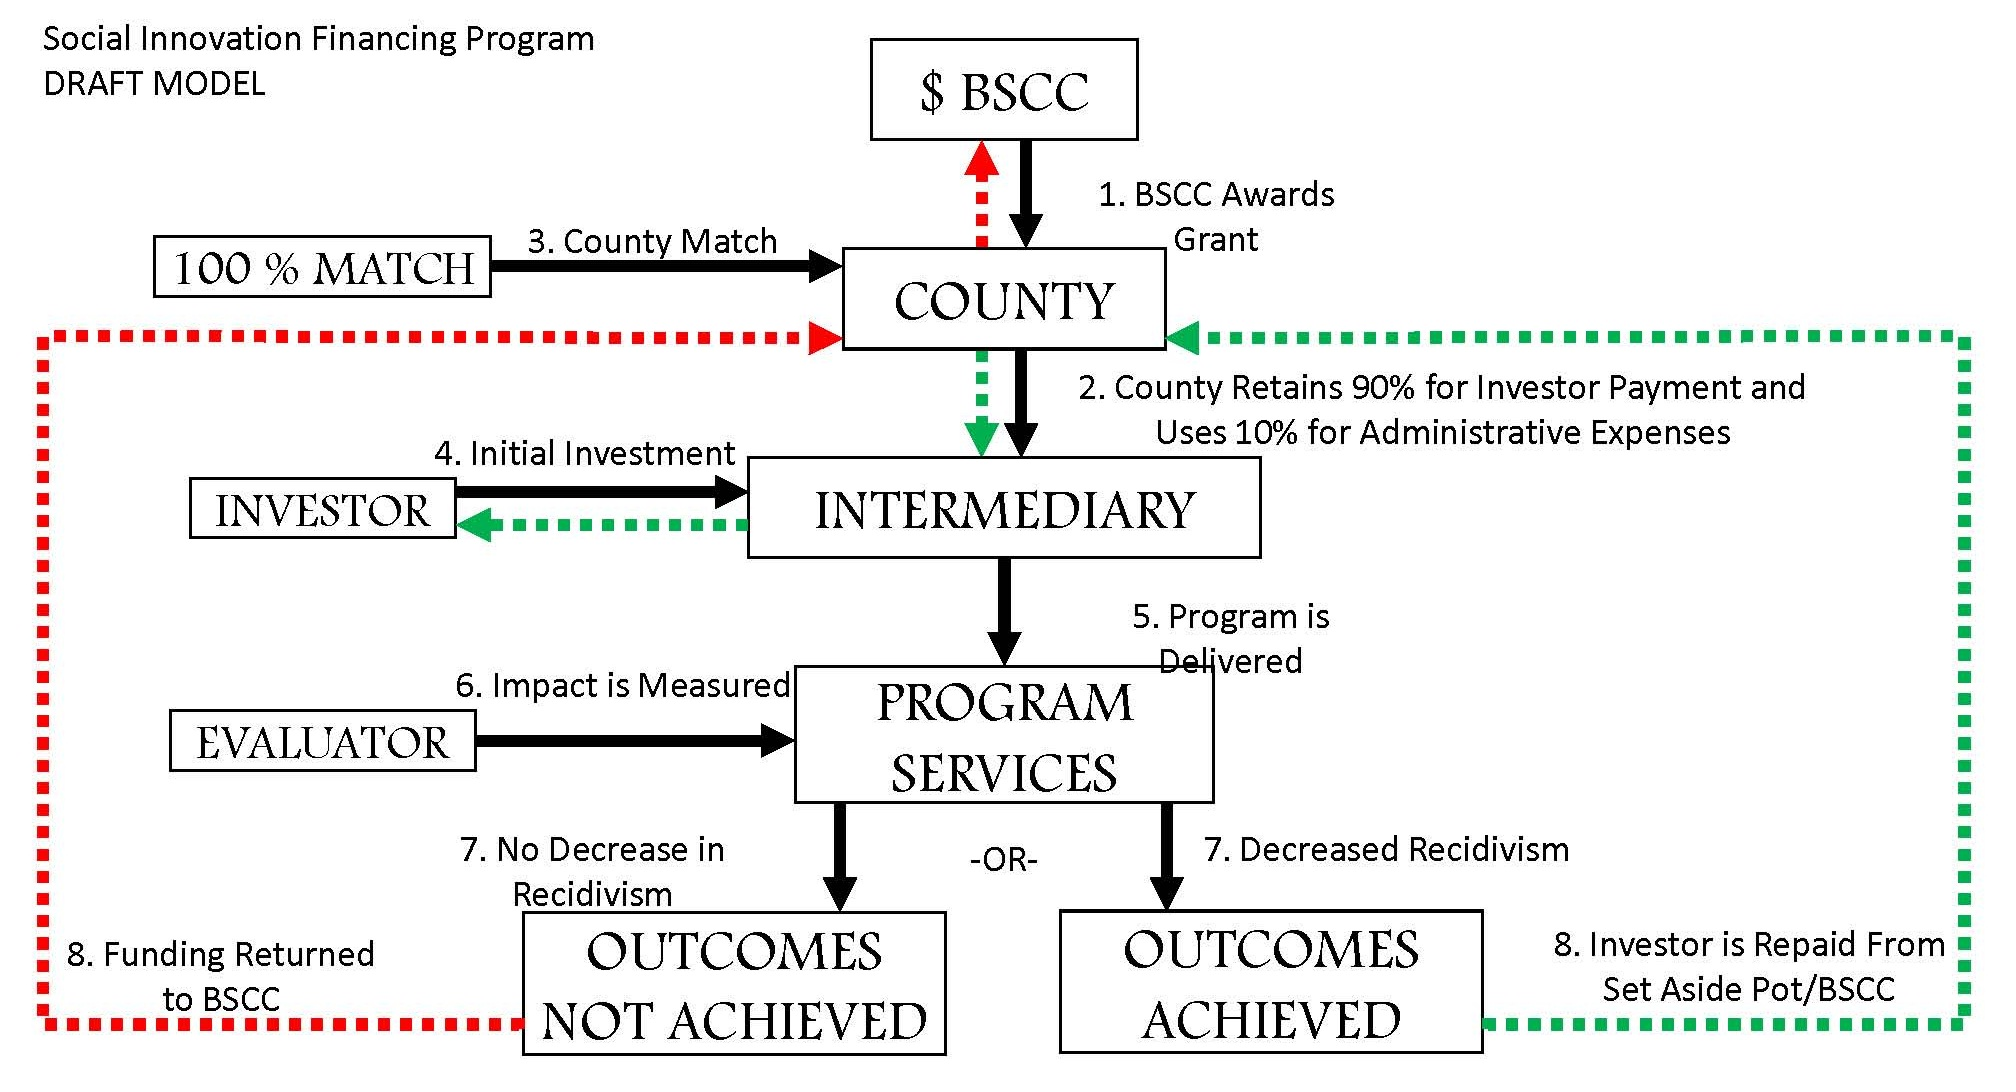 Social Innovation Financing Program
DRAFT MODEL
$ BSCC
1. BSCC Awards
Grant
3. County Match
100 % MATCH
COUNTY
2. County Retains 90% for Investor Payment and
Uses 10% for Administrative Expenses
4. Initial Investment
INVESTOR
INTERMEDIARY
5. Program is
Delivered
6. Impact is Measured
EVALUATOR
PROGRAM
SERVICES
7. No Decrease in
Recidivism
-OR-
7. Decreased Recidivism
8. Funding Returned
to BSCC
OUTCOMES
NOT ACHIEVED
OUTCOMES
ACHIEVED
8. Investor is Repaid From
Set Aside Pot/BSCC